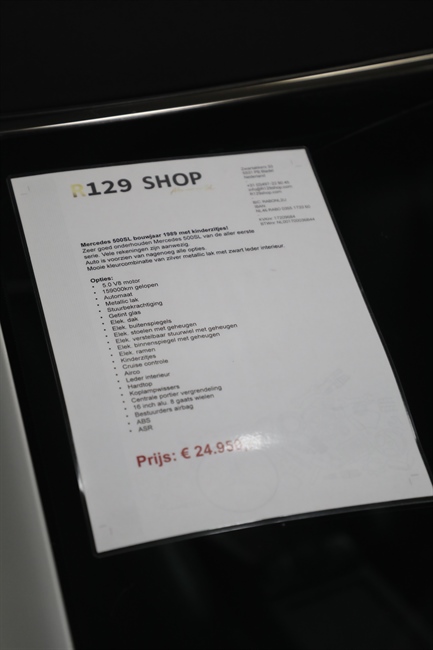 R129 SHOP
Mercedes 500SL bouwjaar 1989 met kinderzitjes!
Zeer goed onderhouden Mercedes 500SL van de aller eerste
serie. Vele rekeningen zijn aanwezig.
Auto is voorzien van nagenoeg alle opties.
Mooie kleurcombinatie van zilver metallic lak met zwart leder interieur.
Opties:
• 5.0 V8 motor
• 159000km gelopen
• Automaat
• Metallic lak
• Stuurbekrachtiging
• Getint glas
• Elek. dak
• Elek. buitenspiegels
• Elek. stoelen met geheugen
• Elek. verstelbaar stuurwiel met geheugen
• Elek. binnenspiegel met geheugen
• Elek. ramen
• Kinderzitjes
• Cruise controle
• Airco
• Leder interieur
• Hardtop
• Koplampwissers
• Centrale portier vergrendeling
• 16 inch alu. 8 gaats wielen
• Bestuurders airbag
• ABS
• ASR
Prijs: € 24.950